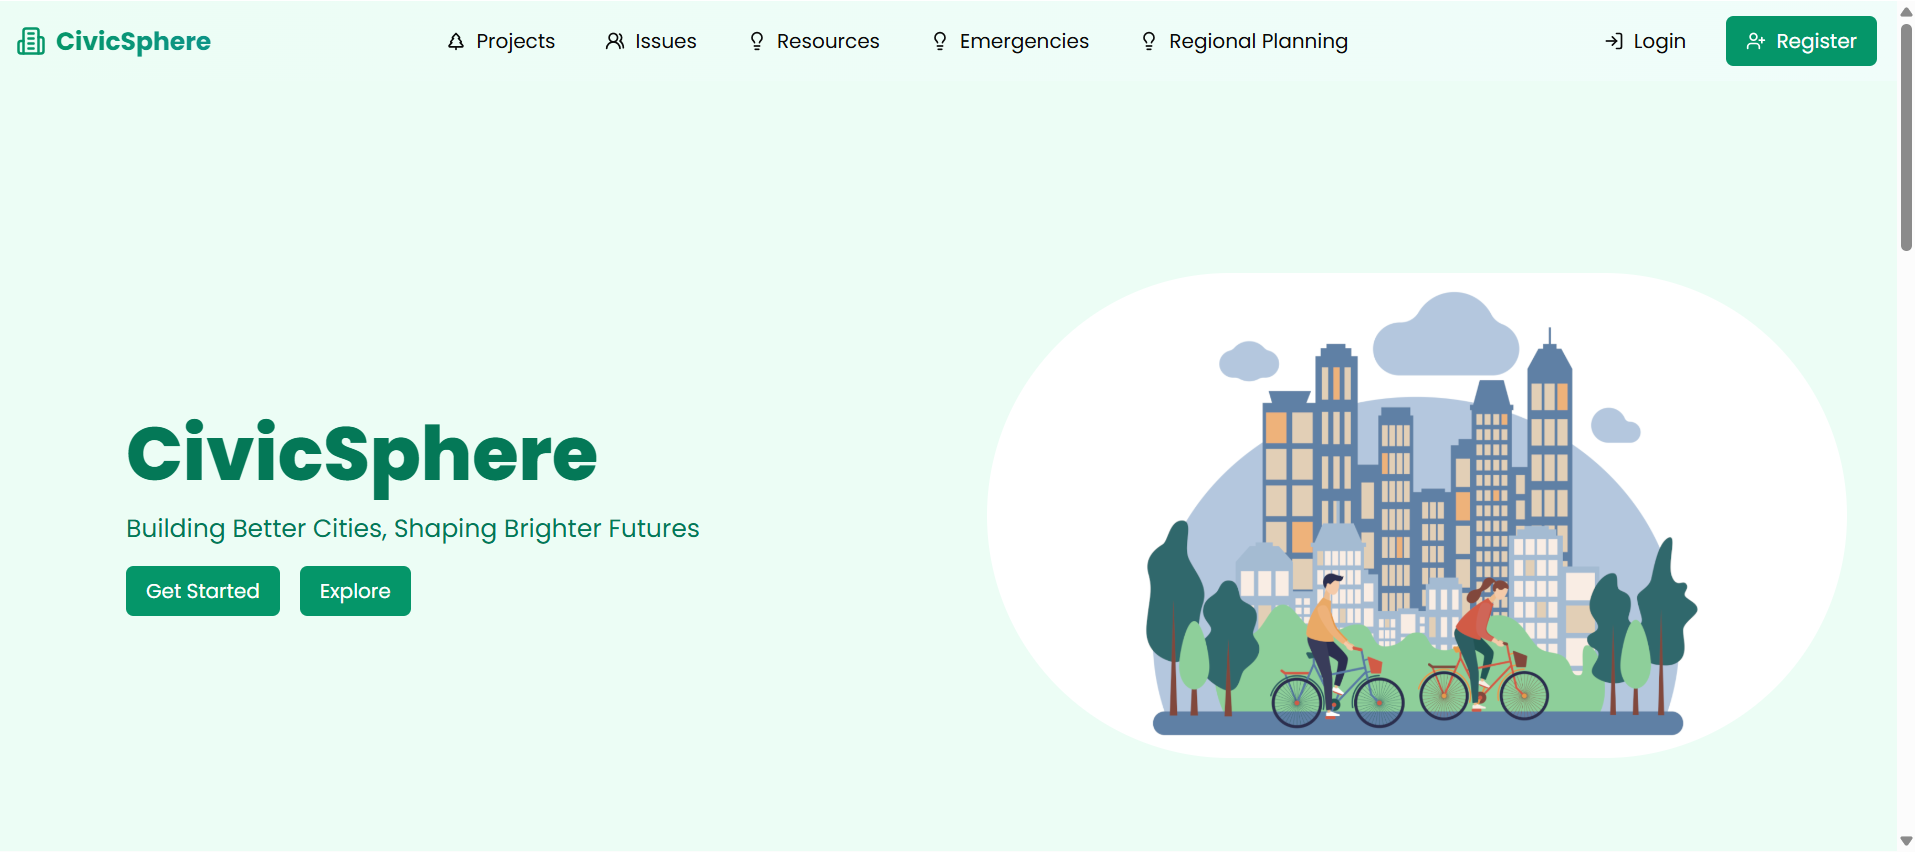 CivicSphere Projects Issues Resources Emergencies Regional Planning Login Register
CivicSphere
Building Better Cities, Shaping Brighter Futures
Get Started Explore